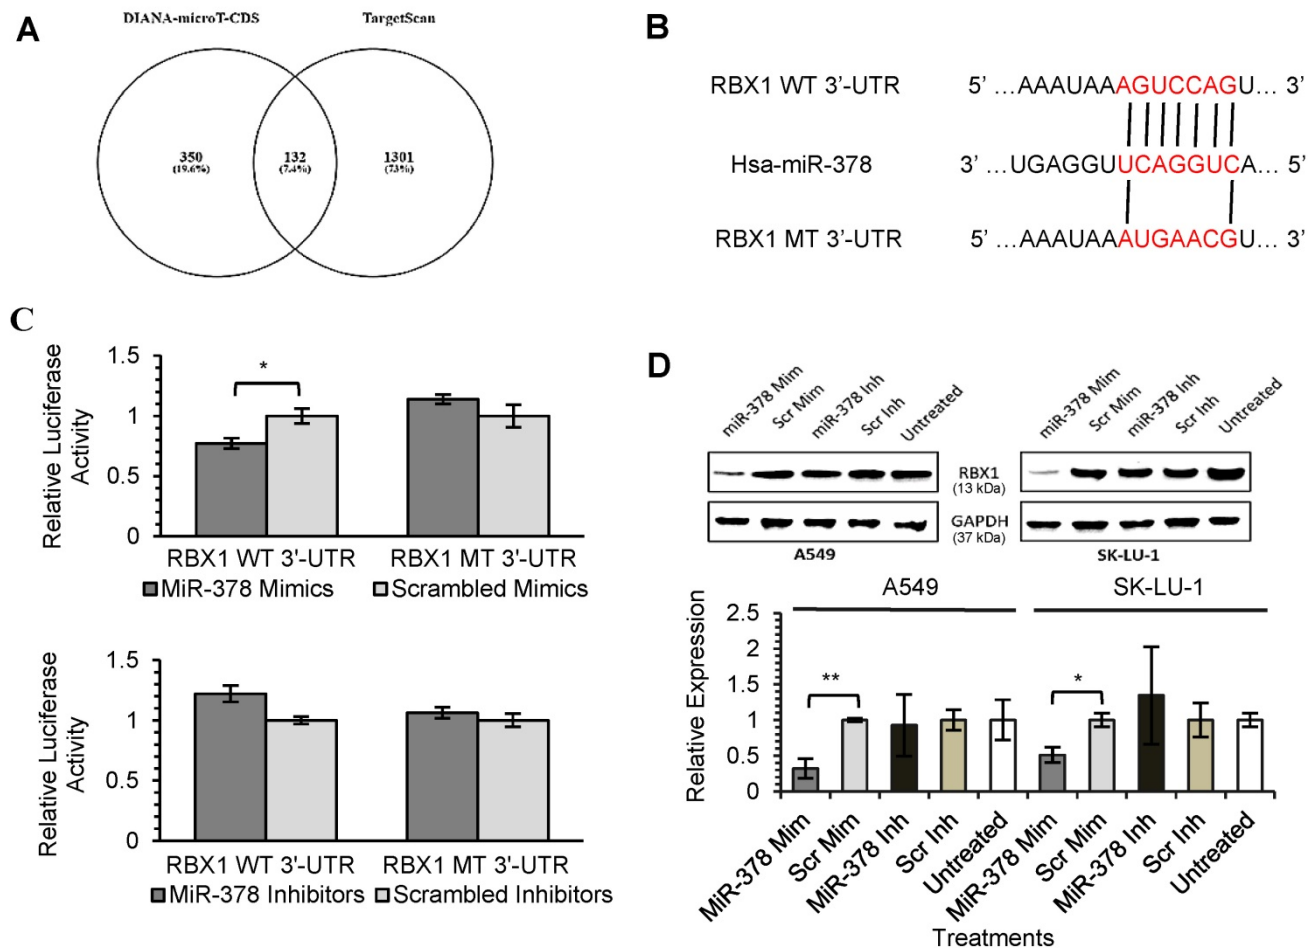 A
DIANA-microT-CDS TargetScan
350 132 1301
(19.6%) (7.4%) (73%)
B
RBX1 WT 3'-UTR 5' ...AAAUAAAGUCCAGU... 3'
Hsa-miR-378 3' ...UGAGGUUCAGGUCA... 5'
RBX1 MT 3'-UTR 5' ...AAAUAAAUGAACGU... 3'
C
Relative Luciferase
Activity
1.5
*
1
0.5
0
RBX1 WT 3'-UTR RBX1 MT 3'-UTR
MiR-378 Mimics Scrambled Mimics
Relative Luciferase
Activity
1.5
1
0.5
0
RBX1 WT 3'-UTR RBX1 MT 3'-UTR
MiR-378 Inhibitors Scrambled Inhibitors
D
miR-378 Mim Scr Mim miR-378 Inh Scr Inh Untreated
miR-378 Mim Scr Mim miR-378 Inh Scr Inh Untreated
RBX1
(13 kDa)
GAPDH
(37 kDa)
A549 SK-LU-1
A549 SK-LU-1
Relative Expression
2.5
2
1.5
** *
1
0.5
0
MiR-378 Mim Scr Mim MiR-378 Inh Scr Inh Untreated MiR-378 Mim Scr Mim MiR-378 Inh Scr Inh Untreated
Treatments